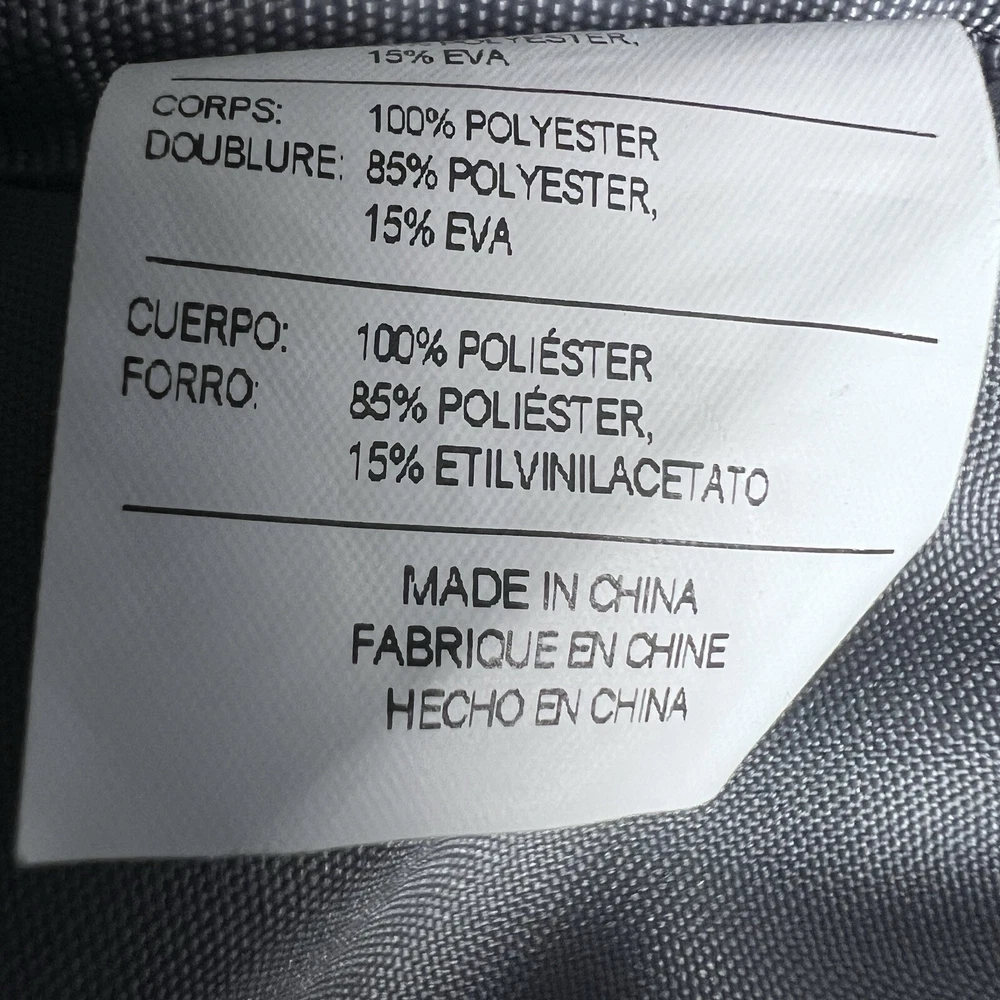 POLYESTER,
15% EVA
CORPS: 100% POLYESTER
DOUBLURE: 85% POLYESTER,
15% EVA
CUERPO: 100% POLIÉSTER
FORRO: 85% POLIÉSTER,
15% ETILVINILACETATO
MADE IN CHINA
FABRIQUE EN CHINE
HECHO EN CHINA